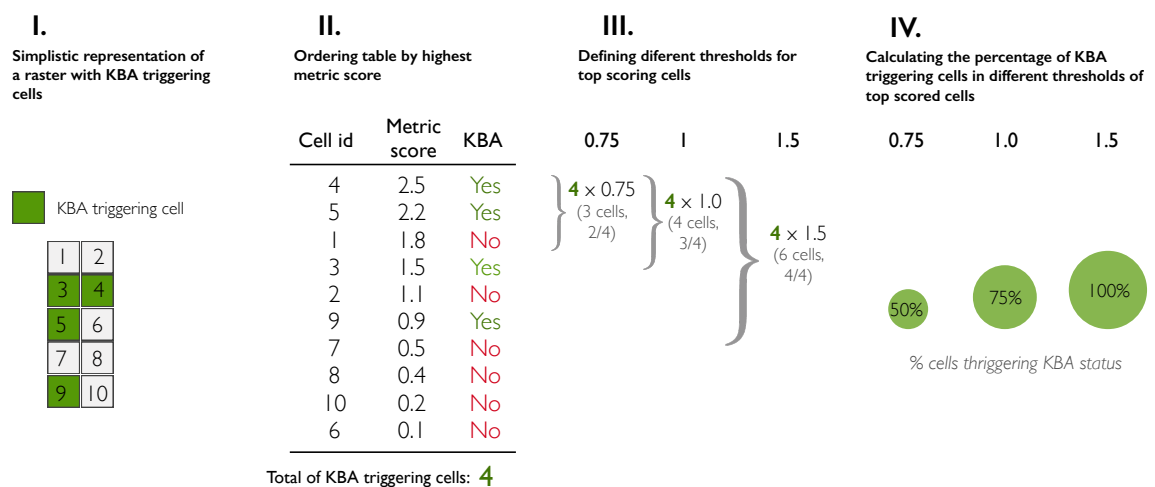 I.
Simplistic representation of
a raster with KBA triggering
cells
KBA triggering cell
1 2
3 4
5 6
7 8
9 10
II.
Ordering table by highest
metric score
Cell id Metric score KBA
4 2.5 Yes
5 2.2 Yes
1 1.8 No
3 1.5 Yes
2 1.1 No
9 0.9 Yes
7 0.5 No
8 0.4 No
10 0.2 No
6 0.1 No
Total of KBA triggering cells: 4
III.
Defining diferent thresholds for
top scoring cells
0.75 1 1.5
4 x 0.75
(3 cells,
2/4)
4 x 1.0
(4 cells,
3/4)
4 x 1.5
(6 cells,
4/4)
IV.
Calculating the percentage of KBA
triggering cells in different thresholds of
top scored cells
0.75 1.0 1.5
50% 75% 100%
% cells thriggering KBA status